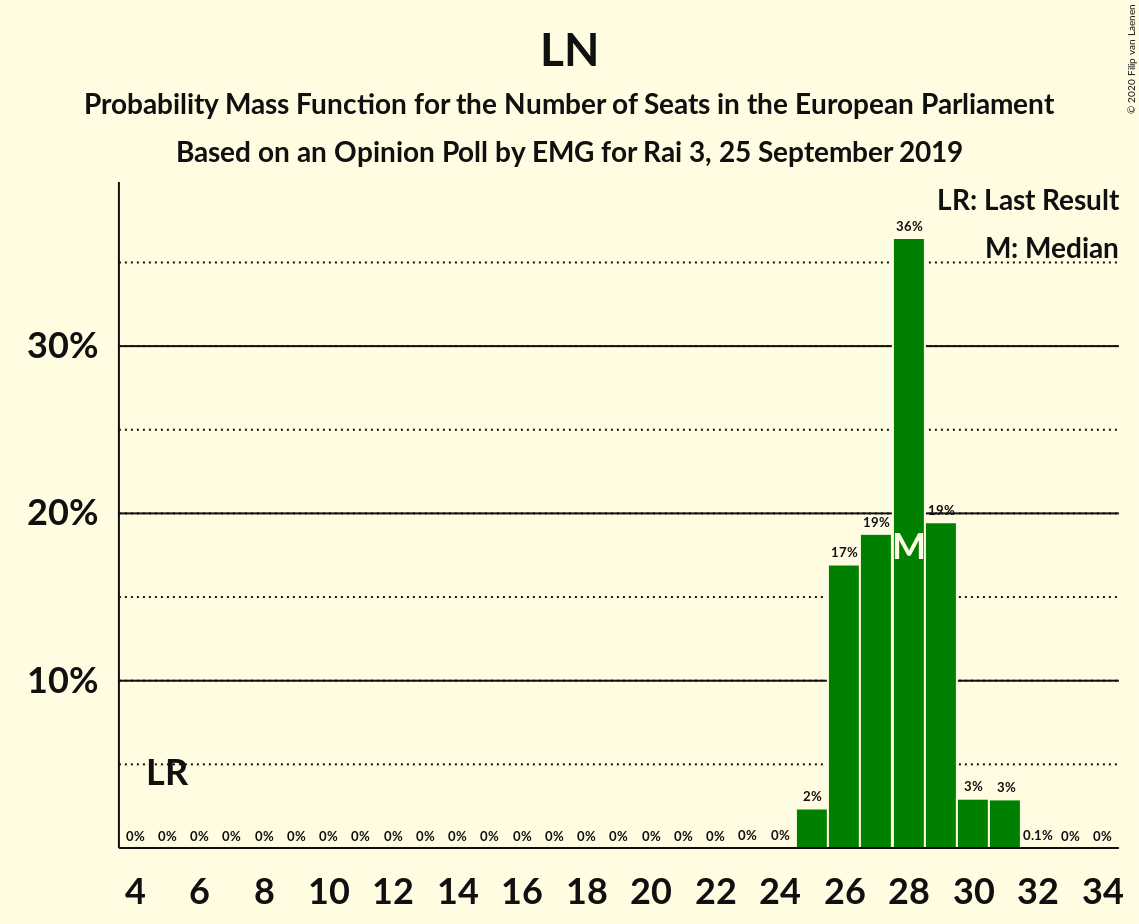 LN
Probability Mass Function for the Number of Seats in the European Parliament
Based on an Opinion Poll by EMG for Rai 3, 25 September 2019
© 2020 Filip van Laenen
LR: Last Result
M: Median
30%
20%
10%
LR
M
0% 0% 0% 0% 0% 0% 0% 0% 0% 0% 0% 0% 0% 0% 0% 0% 0% 0% 0% 0% 0% 2% 17% 19% 36% 19% 3% 3% 0.1% 0% 0%
4 6 8 10 12 14 16 18 20 22 24 26 28 30 32 34